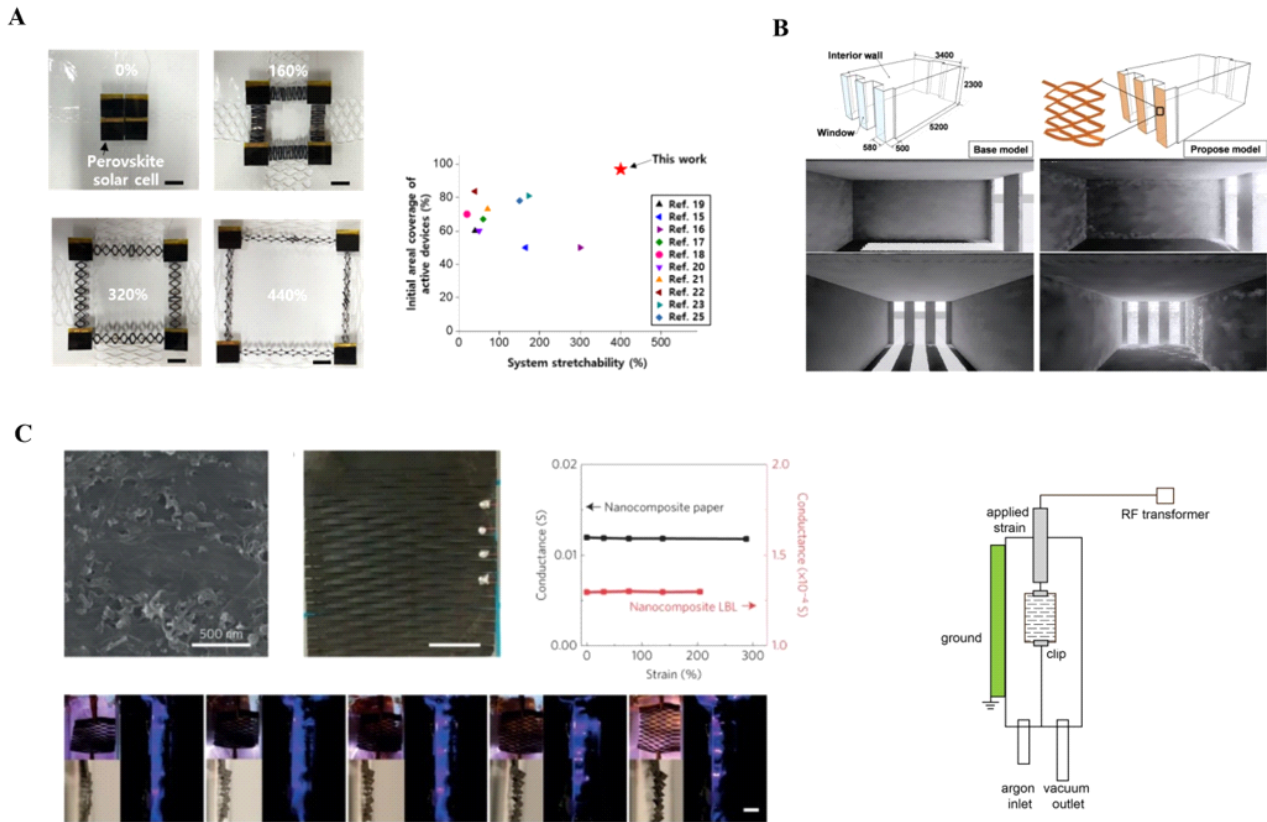 A
0%
160%
Perovskite
solar cell
320%
440%
Initial areal coverage of
active devices (%)
100
80
60
40
20
0
0
100
200
300
400
500
System stretchability (%)
This work
Ref. 19
Ref. 15
Ref. 16
Ref. 17
Ref. 18
Ref. 20
Ref. 21
Ref. 22
Ref. 23
Ref. 25
B
Interior wall
3400
2300
5200
Window
580
500
Base model
Propose model
C
500 nm
Conductance (S)
0.02
0.01
0.00
Nanocomposite paper
Nanocomposite LBL
2.0
1.5
1.0
Conductance (×10⁻⁴ S)
0
100
200
300
Strain (%)
applied
strain
RF transformer
ground
clip
argon
inlet
vacuum
outlet